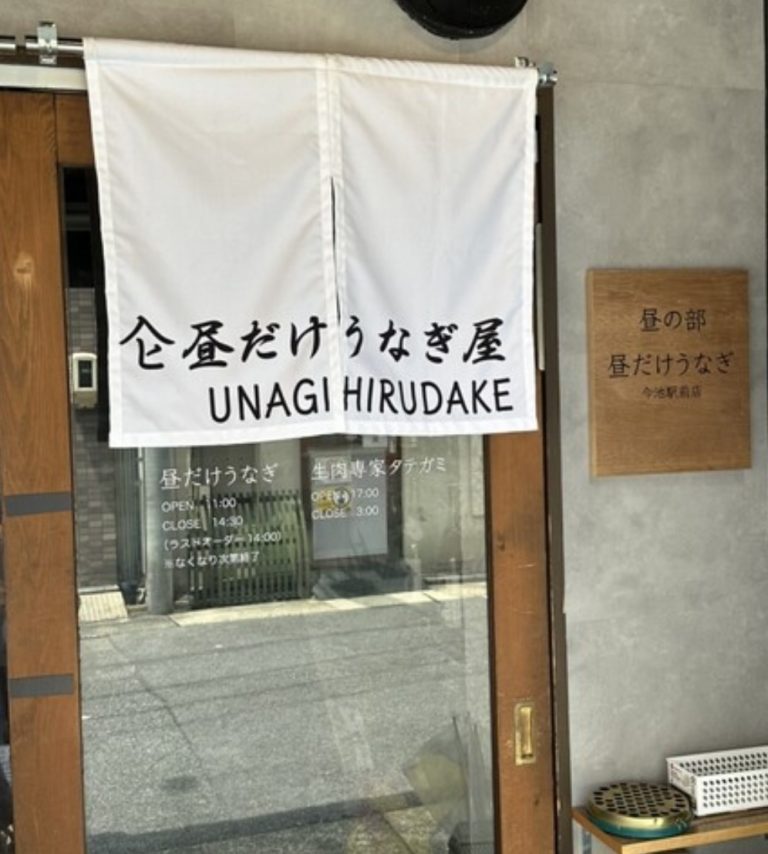 昼だけうなぎ屋
UNAGI HIRUDAKE
昼の部
昼だけうなぎ
今池駅前店
昼だけうなぎ
OPEN 11:00
CLOSE 14:30
(ラストオーダー 14:00)
※なくなり次第終了
生肉専家タテガミ
OPEN 17:00
CLOSE 3:00